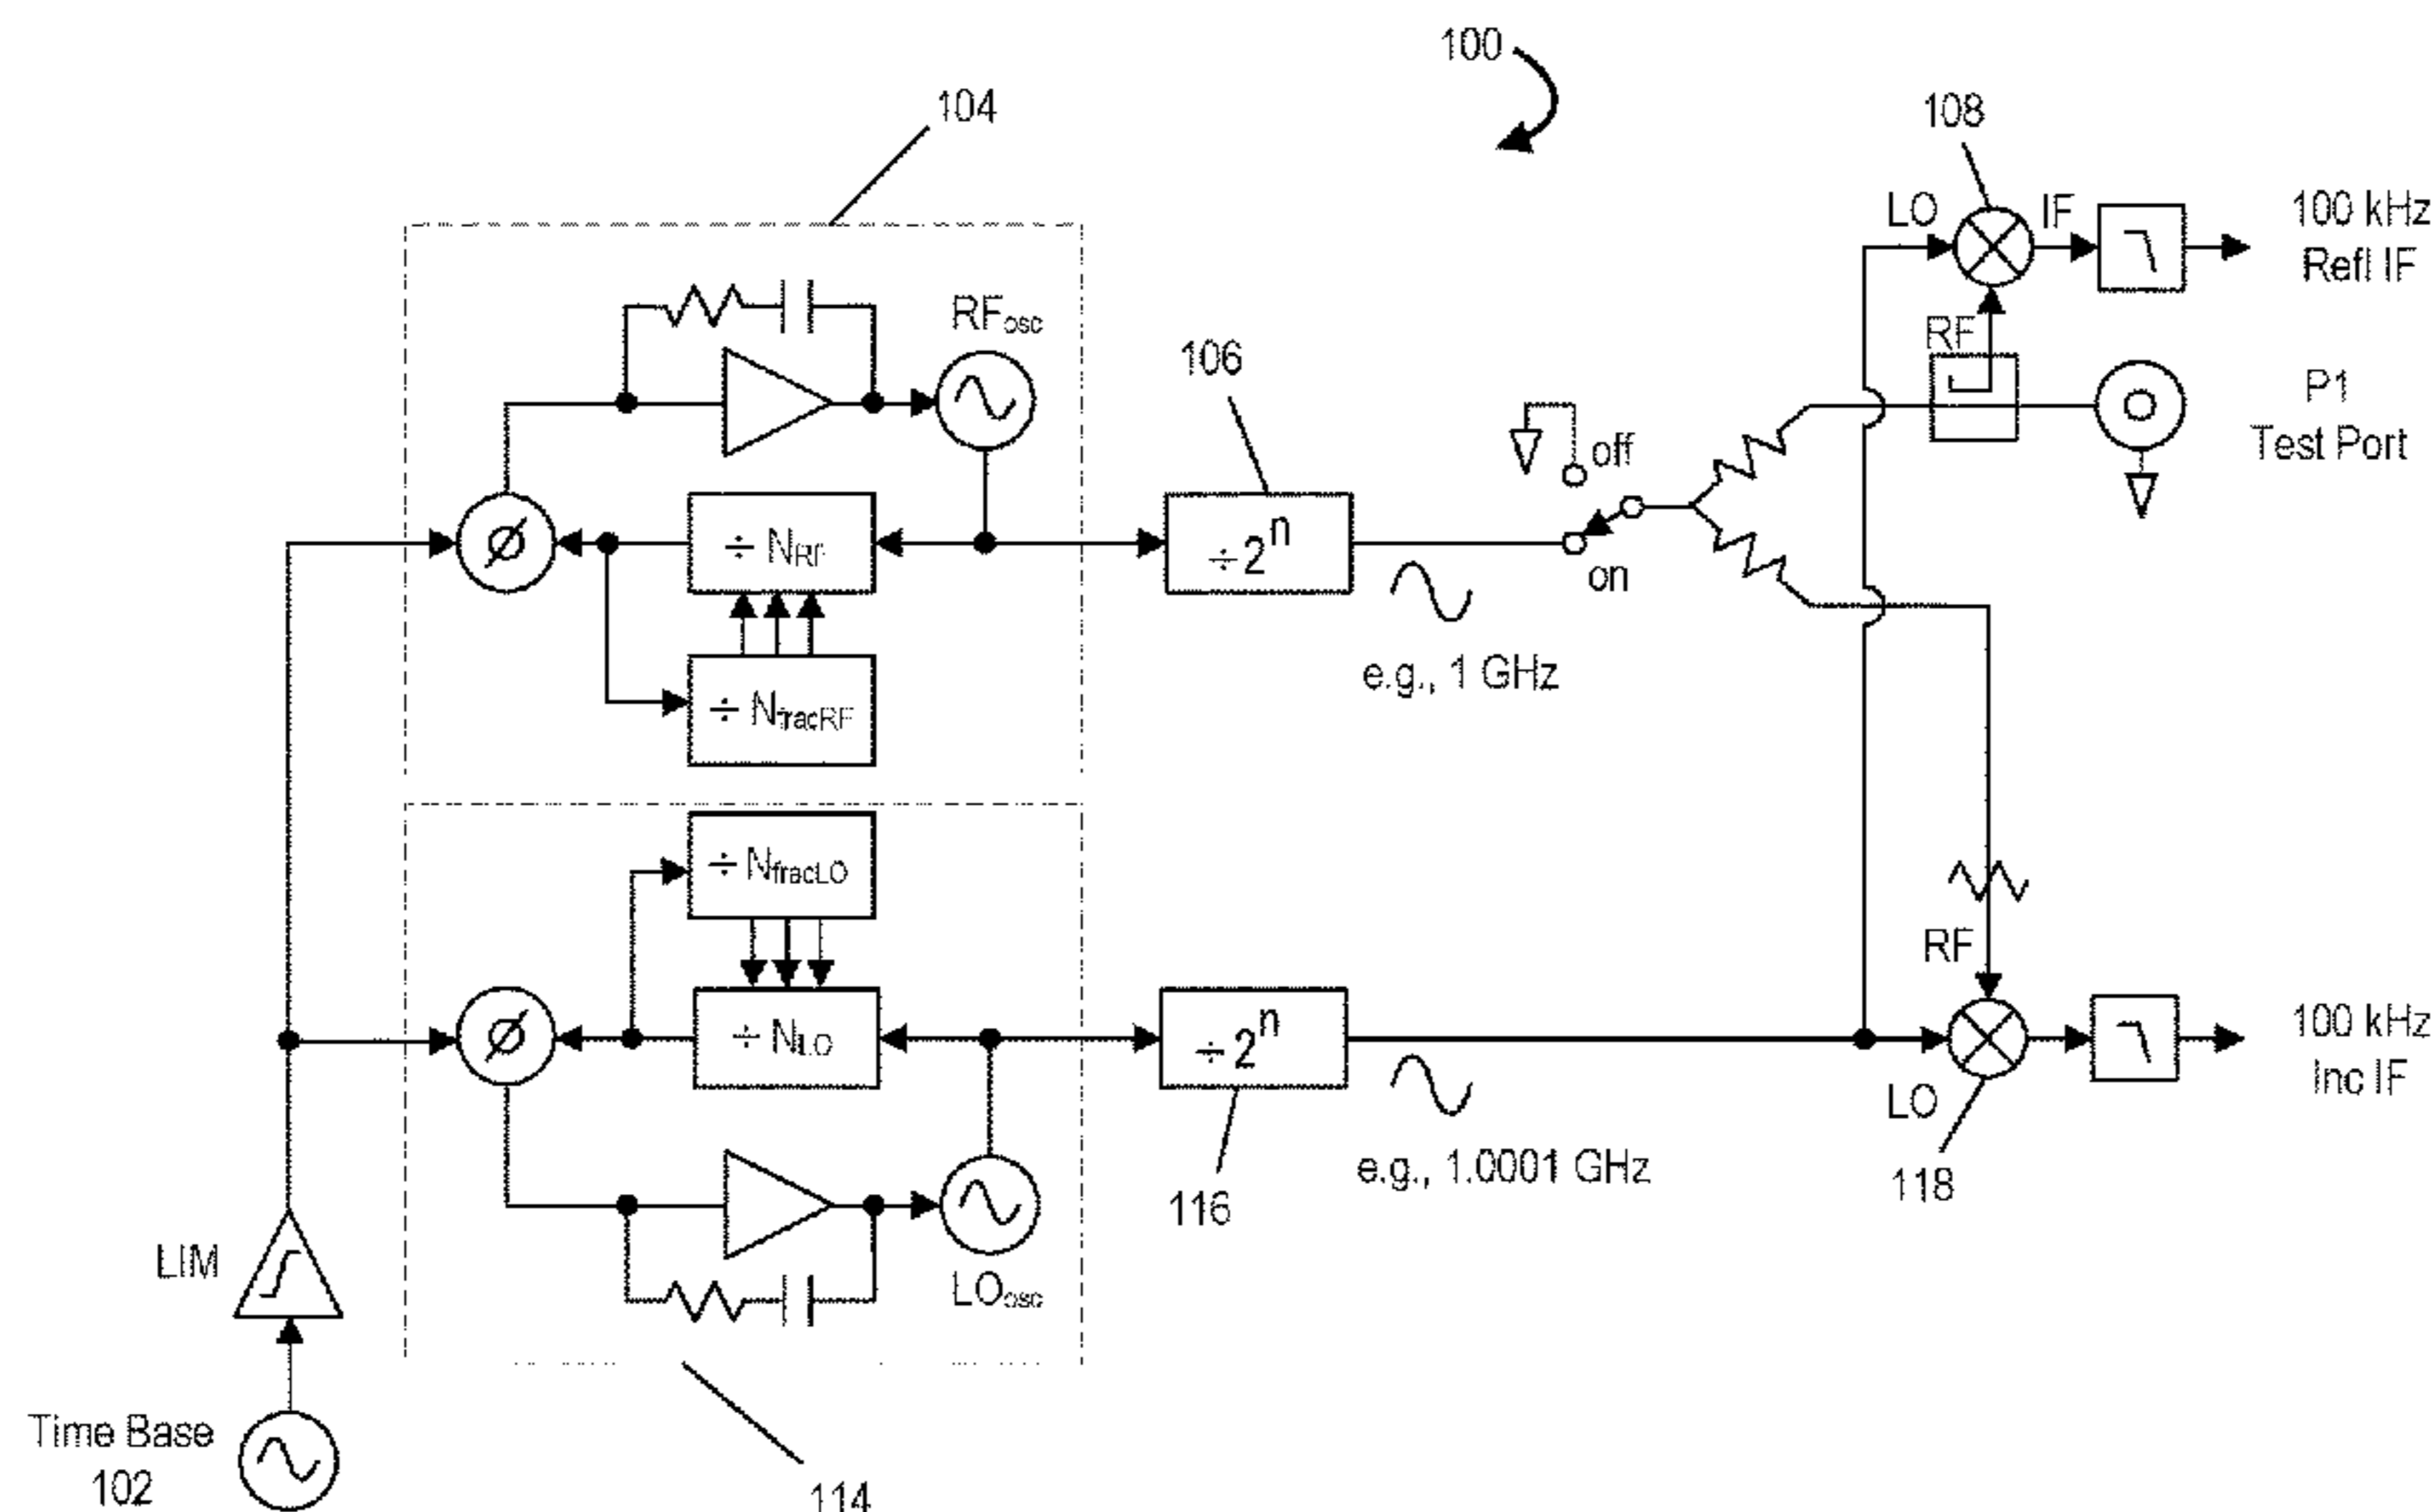 100
104
108
LO
IF
100 kHz
Refl IF
RFosc
RF
106
P1
Test Port
off
ø
÷ NRF
÷2ⁿ
on
e.g., 1 GHz
÷ NfracRF
÷ NfracLO
RF
ø
÷ NLO
÷2ⁿ
100 kHz
Inc IF
LO
e.g., 1.0001 GHz
118
116
LIM
LOosc
Time Base
102
114